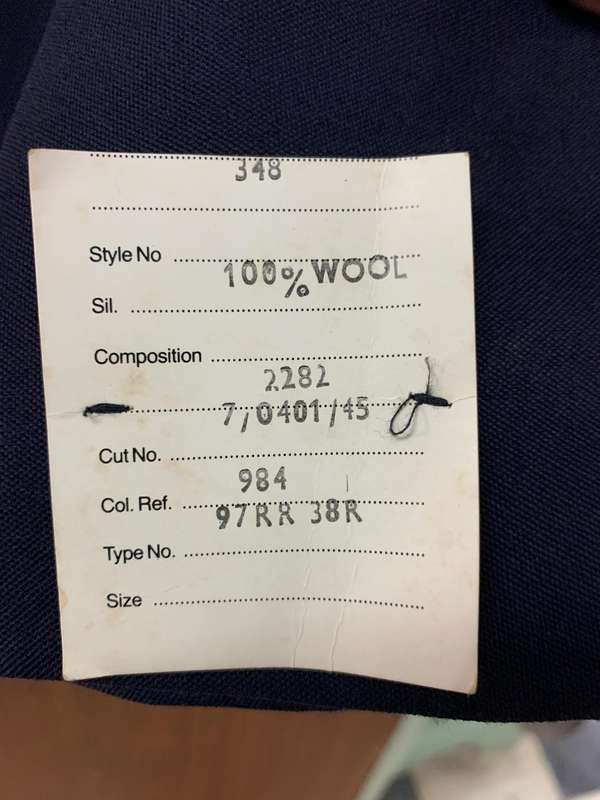 348
Style No
100% WOOL
Sil.
Composition
2282
7,0401/45
Cut No.
984
Col. Ref.
97RR 38R
Type No.
Size